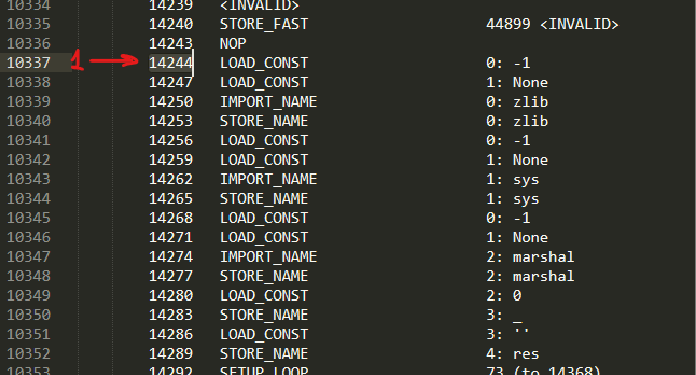 10334 14239 <INVALID>
10335 14240 STORE_FAST 44899 <INVALID>
10336 14243 NOP
10337 1 14244 LOAD_CONST 0: -1
10338 14247 LOAD_CONST 1: None
10339 14250 IMPORT_NAME 0: zlib
10340 14253 STORE_NAME 0: zlib
10341 14256 LOAD_CONST 0: -1
10342 14259 LOAD_CONST 1: None
10343 14262 IMPORT_NAME 1: sys
10344 14265 STORE_NAME 1: sys
10345 14268 LOAD_CONST 0: -1
10346 14271 LOAD_CONST 1: None
10347 14274 IMPORT_NAME 2: marshal
10348 14277 STORE_NAME 2: marshal
10349 14280 LOAD_CONST 2: 0
10350 14283 STORE_NAME 3: _
10351 14286 LOAD_CONST 3: ''
10352 14289 STORE_NAME 4: res
10353 14292 SETUP_LOOP 73 (to 14368)